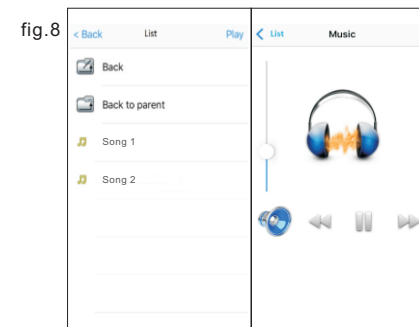 fig.8
< Back List Play
Back
Back to parent
Song 1
Song 2
< List Music